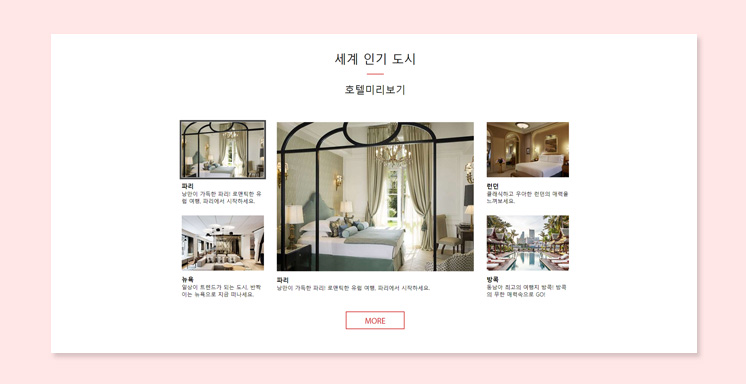 세계 인기 도시
호텔미리보기
파리
낭만이 가득한 파리! 로맨틱한 유
럽 여행, 파리에서 시작하세요.
뉴욕
일상이 트렌드가 되는 도시, 반짝
이는 뉴욕으로 지금 떠나세요.
파리
낭만이 가득한 파리! 로맨틱한 유럽 여행, 파리에서 시작하세요.
런던
클래식하고 우아한 런던의 매력을
느껴보세요.
방콕
동남아 최고의 여행지 방콕! 방콕
의 무한 매력속으로 GO!
MORE